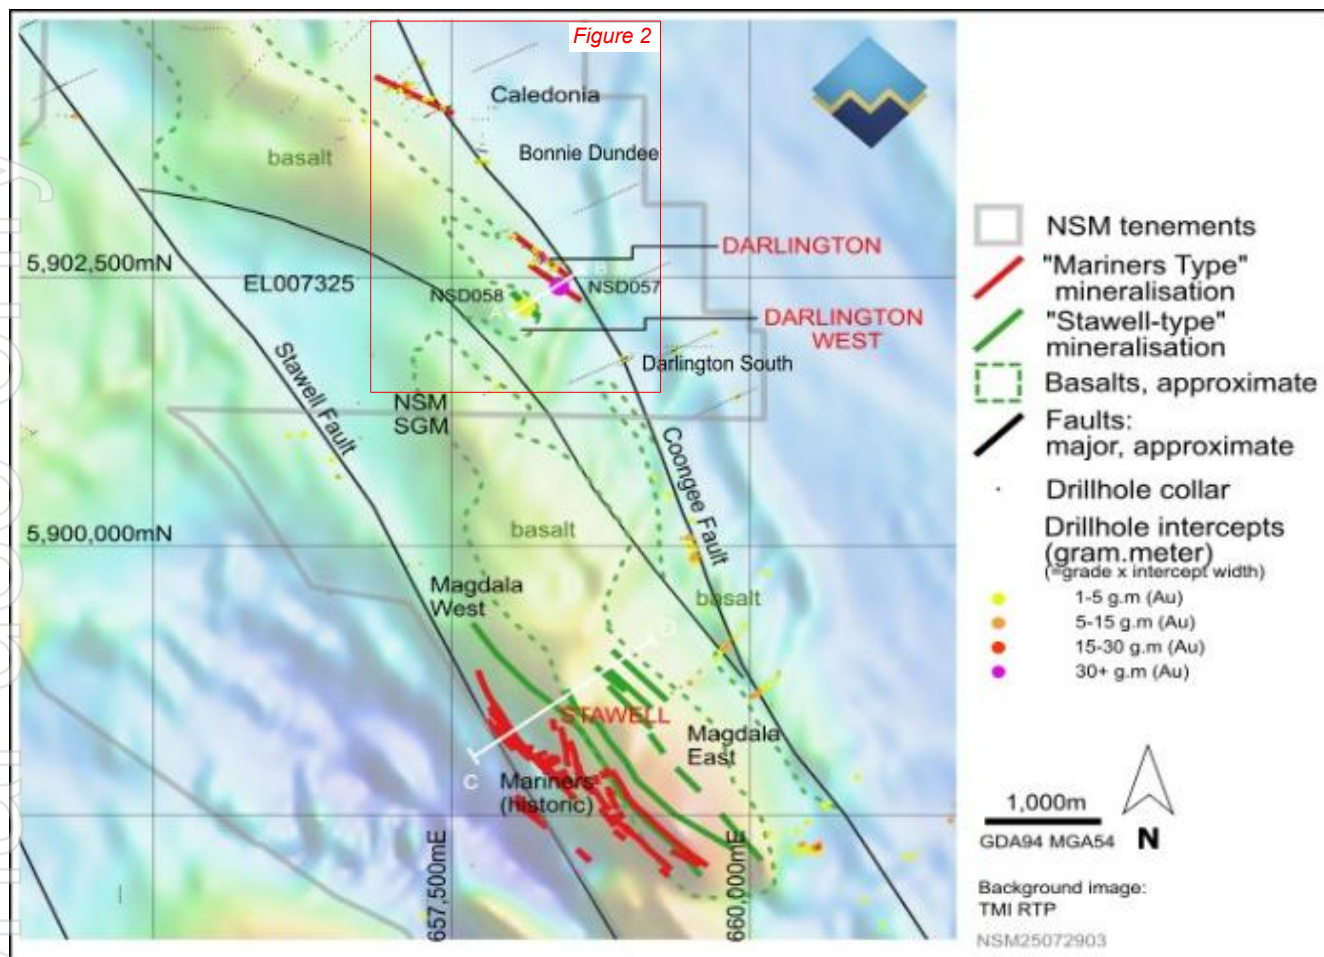 Figure 2
Caledonia
basalt
Bonnie Dundee
DARLINGTON
5,902,500mN
EL007325
NSD058
NSD057
A
B
DARLINGTON
WEST
Darlington South
Stawell Fault
NSM
SGM
Coongee Fault
basalt
5,900,000mN
Magdala
West
basalt
STAWELL
Magdala
East
C
Mariners
(historic)
657,500mE
660,000mE
NSM tenements
"Mariners Type"
mineralisation
"Stawell-type"
mineralisation
Basalts, approximate
Faults:
major, approximate
Drillhole collar
Drillhole intercepts
(gram.meter)
(=grade x intercept width)
1-5 g.m (Au)
5-15 g.m (Au)
15-30 g.m (Au)
30+ g.m (Au)
1,000m
GDA94 MGA54
N
Background image:
TMI RTP
NSM25072903